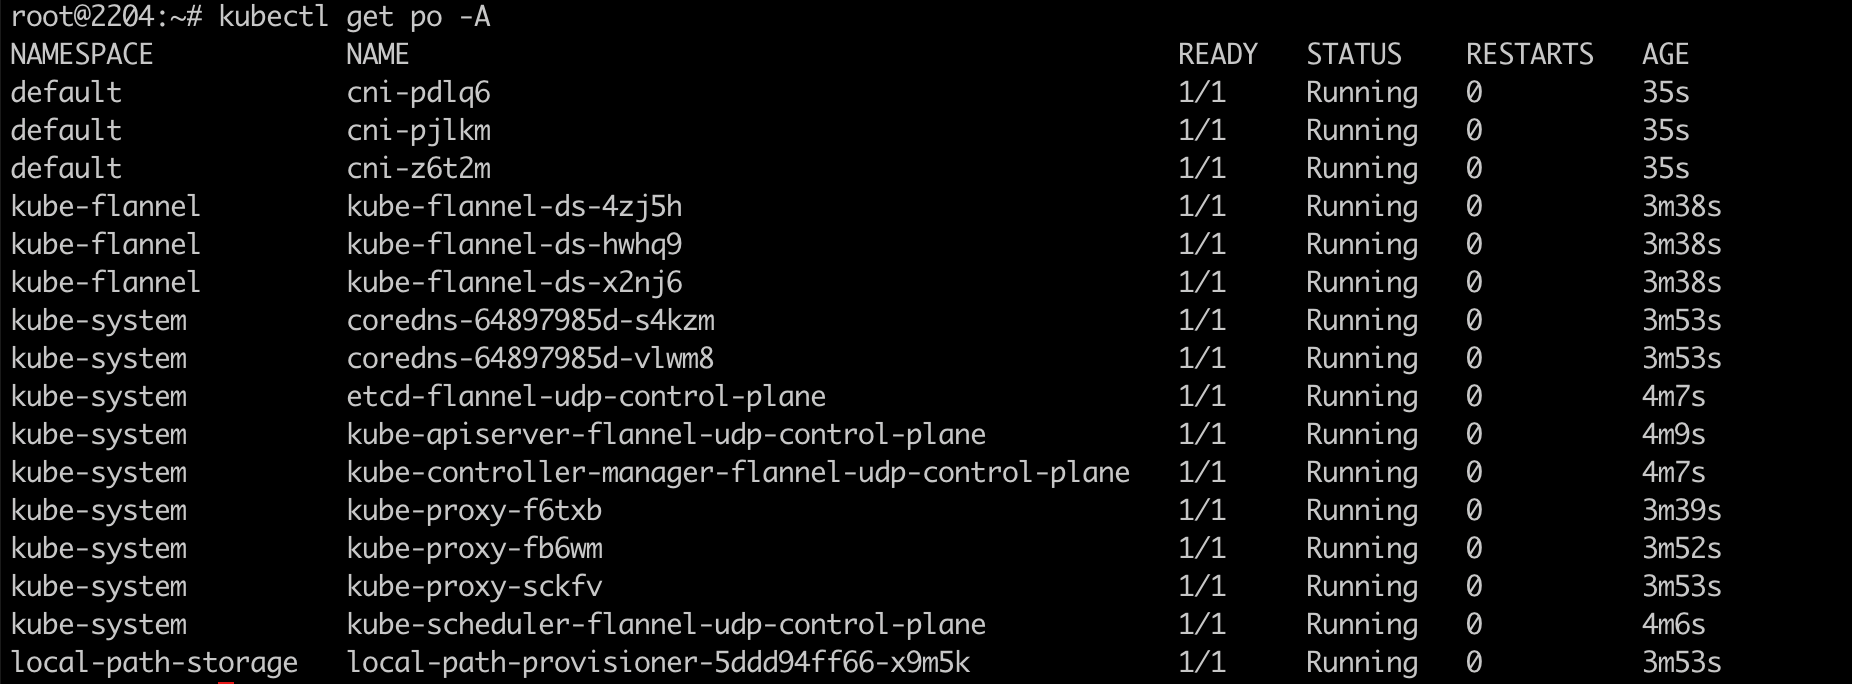 root@2204:~# kubectl get po -A
NAMESPACE            NAME                                                READY   STATUS    RESTARTS   AGE
default              cni-pdlq6                                           1/1     Running   0          35s
default              cni-pjlkm                                           1/1     Running   0          35s
default              cni-z6t2m                                           1/1     Running   0          35s
kube-flannel         kube-flannel-ds-4zj5h                               1/1     Running   0          3m38s
kube-flannel         kube-flannel-ds-hwhq9                               1/1     Running   0          3m38s
kube-flannel         kube-flannel-ds-x2nj6                               1/1     Running   0          3m38s
kube-system          coredns-64897985d-s4kzm                             1/1     Running   0          3m53s
kube-system          coredns-64897985d-vlwm8                             1/1     Running   0          3m53s
kube-system          etcd-flannel-udp-control-plane                      1/1     Running   0          4m7s
kube-system          kube-apiserver-flannel-udp-control-plane            1/1     Running   0          4m9s
kube-system          kube-controller-manager-flannel-udp-control-plane   1/1     Running   0          4m7s
kube-system          kube-proxy-f6txb                                    1/1     Running   0          3m39s
kube-system          kube-proxy-fb6wm                                    1/1     Running   0          3m52s
kube-system          kube-proxy-sckfv                                    1/1     Running   0          3m53s
kube-system          kube-scheduler-flannel-udp-control-plane            1/1     Running   0          4m6s
local-path-storage   local-path-provisioner-5ddd94ff66-x9m5k             1/1     Running   0          3m53s